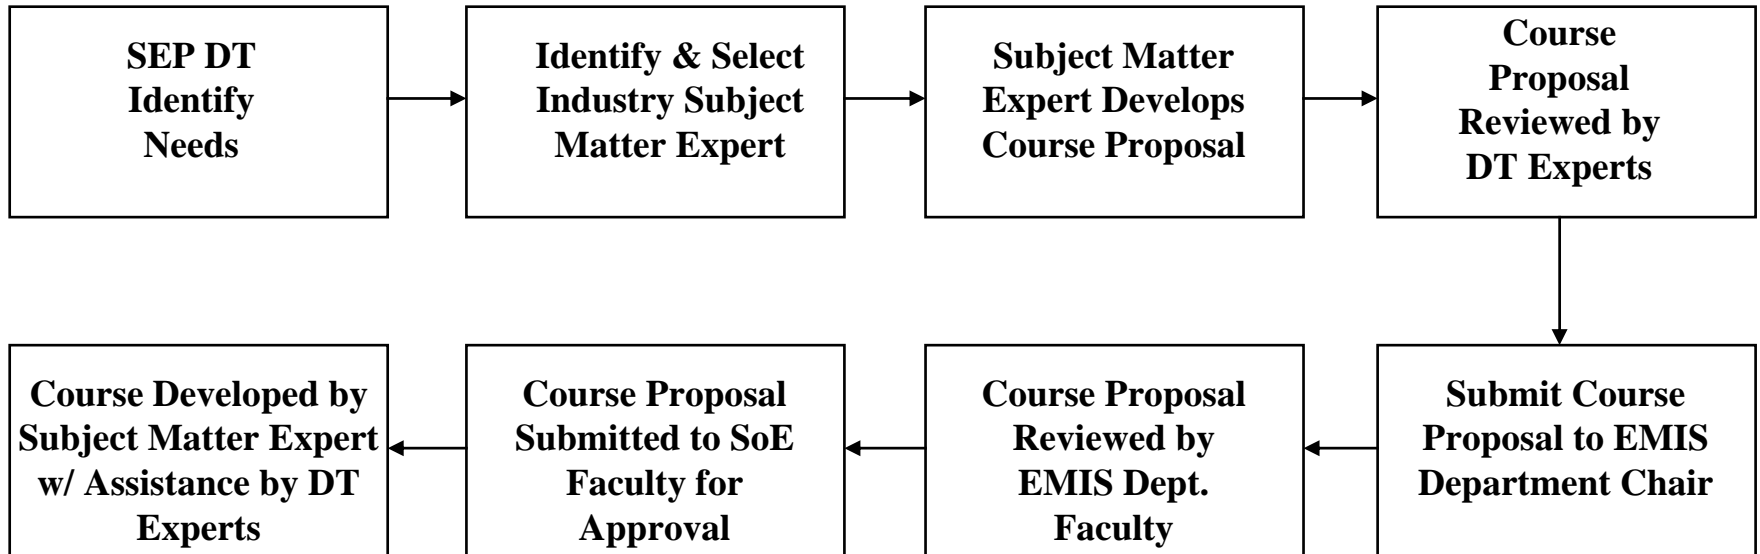 SEP DT
Identify
Needs
Identify & Select
Industry Subject
Matter Expert
Subject Matter
Expert Develops
Course Proposal
Course
Proposal
Reviewed by
DT Experts
Submit Course
Proposal to EMIS
Department Chair
Course Proposal
Reviewed by
EMIS Dept.
Faculty
Course Proposal
Submitted to SoE
Faculty for
Approval
Course Developed by
Subject Matter Expert
w/ Assistance by DT
Experts